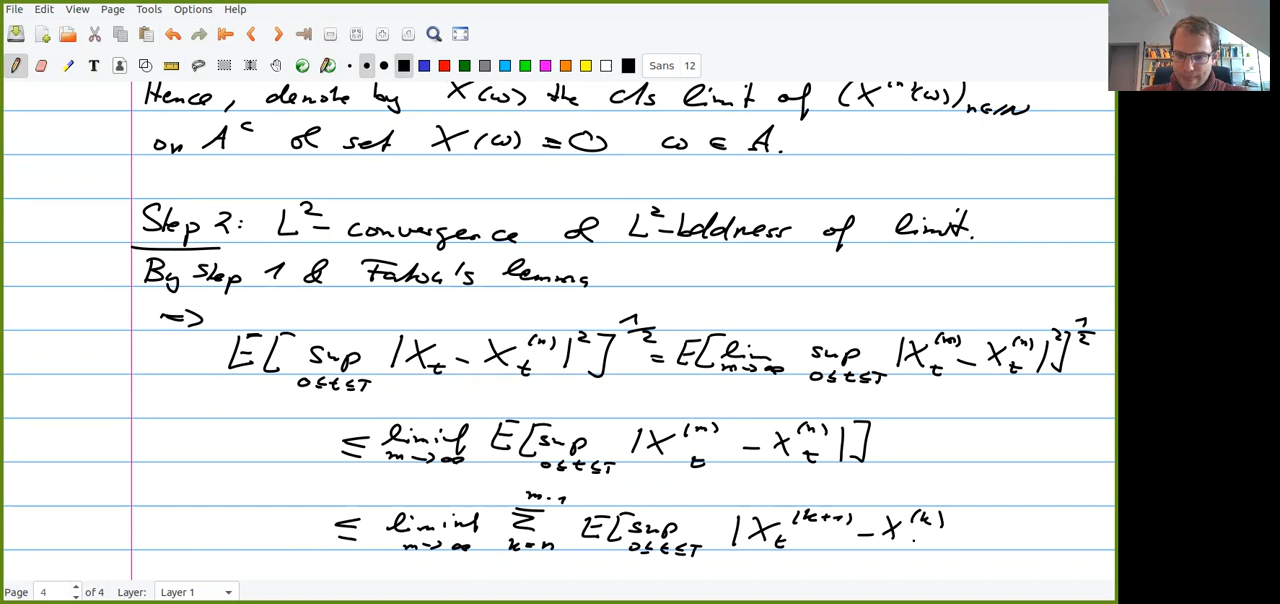 File Edit View Page Tools Options Help
Sans 12
Hence, denote by X(ω) the cts limit of (X^(n)(ω))_{n∈ℕ}
on A^c & set X(ω) = 0 ω ∈ A.
Step 2: L²-convergence & L²-bddness of limit.
By step 1 & Fatou's lemma
=>
E[ sup_{0≤t≤T} |X_t - X_t^(n)|² ]^{1/2} = E[ lim_{m→∞} sup_{0≤t≤T} |X_t^(m) - X_t^(n)|² ]^{1/2}
≤ liminf_{m→∞} E[ sup_{0≤t≤T} |X_t^(m) - X_t^(n)| ]
≤ liminf_{m→∞} Σ_{k=n}^{m-1} E[ sup_{0≤t≤T} |X_t^(k+1) - X^(k)
Page 4 of 4 Layer: Layer 1